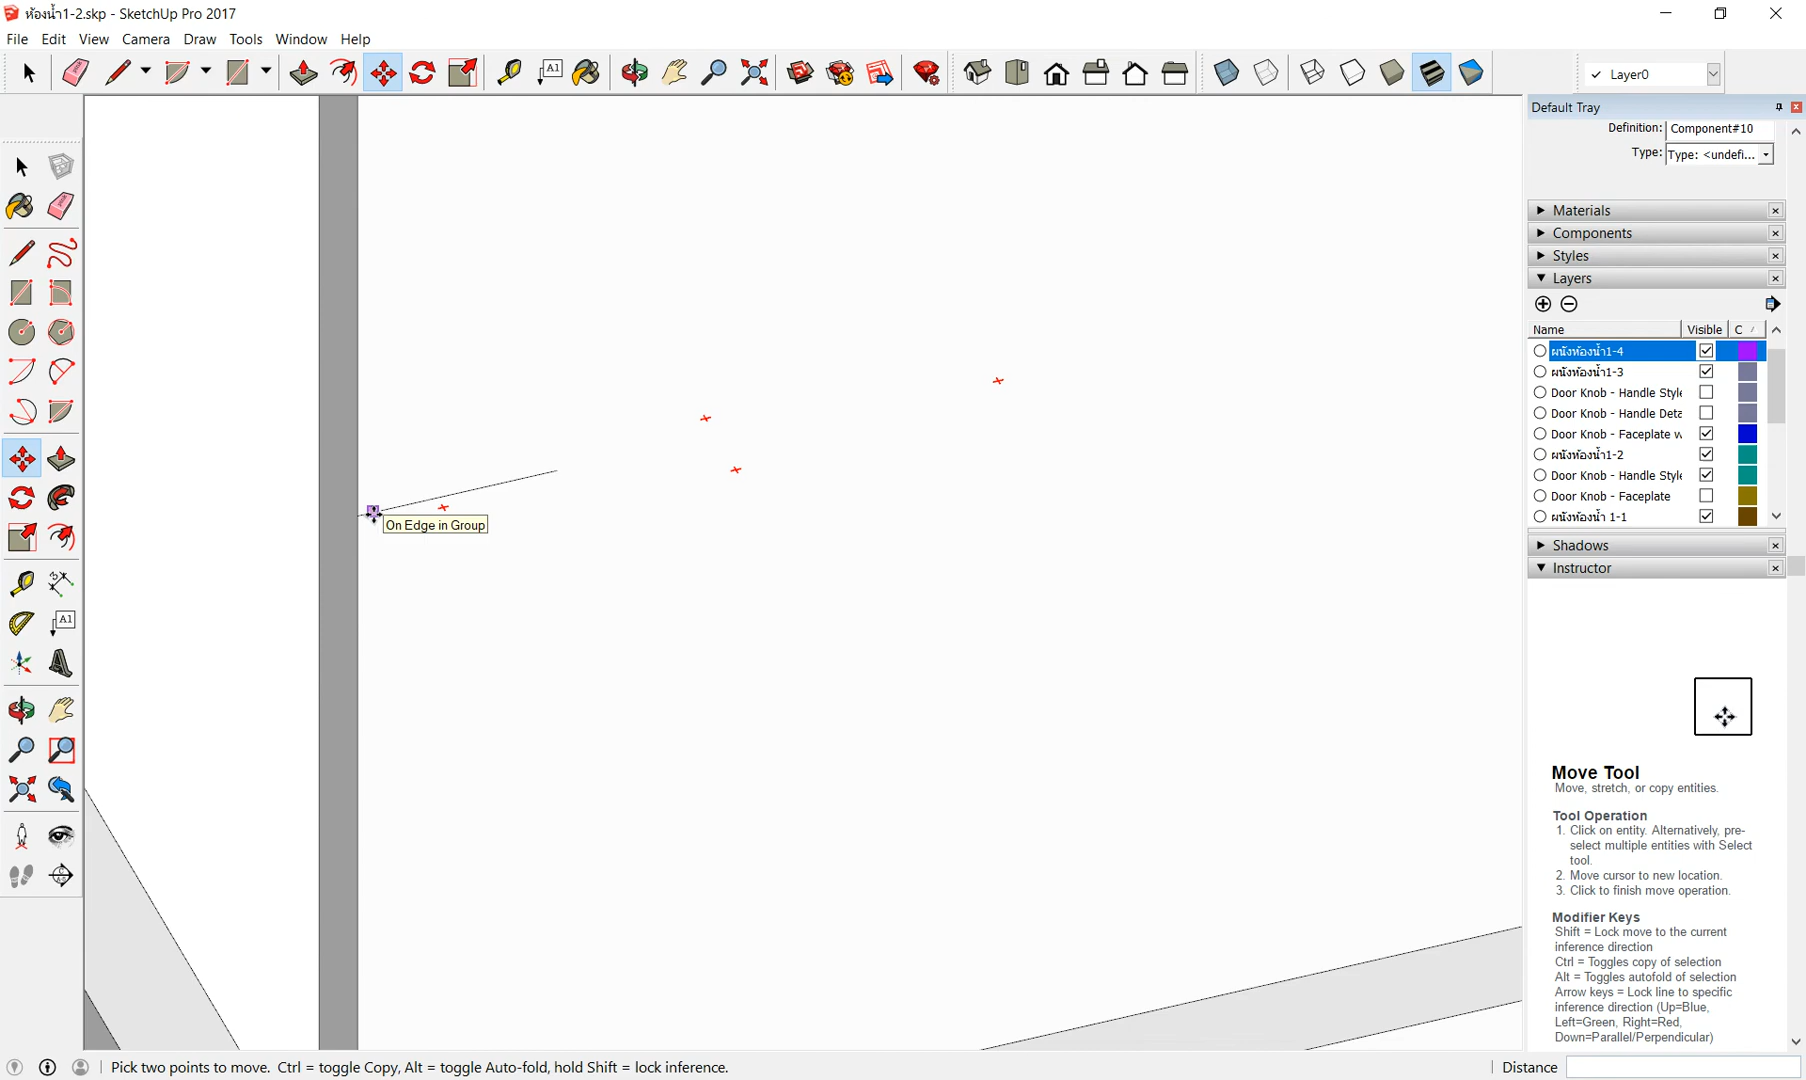 ห้องน้ำ1-2.skp - SketchUp Pro 2017
File Edit View Camera Draw Tools Window Help
A1
Layer0
Default Tray
Definition: Component#10
Type: Type: <undefi...
Materials
Components
Styles
Layers
Name Visible C
ผนังห้องน้ำ1-4
ผนังห้องน้ำ1-3
Door Knob - Handle Style
Door Knob - Handle Deta
Door Knob - Faceplate w
ผนังห้องน้ำ1-2
Door Knob - Handle Style
Door Knob - Faceplate
ผนังห้องน้ำ 1-1
On Edge in Group
Shadows
Instructor
A1
Move Tool
Move, stretch, or copy entities.
Tool Operation
1. Click on entity. Alternatively, pre-
select multiple entities with Select
tool.
2. Move cursor to new location.
3. Click to finish move operation.
Modifier Keys
Shift = Lock move to the current
inference direction
Ctrl = Toggles copy of selection
Alt = Toggles autofold of selection
Arrow keys = Lock line to specific
inference direction (Up=Blue,
Left=Green, Right=Red,
Down=Parallel/Perpendicular)
Pick two points to move. Ctrl = toggle Copy, Alt = toggle Auto-fold, hold Shift = lock inference.
Distance